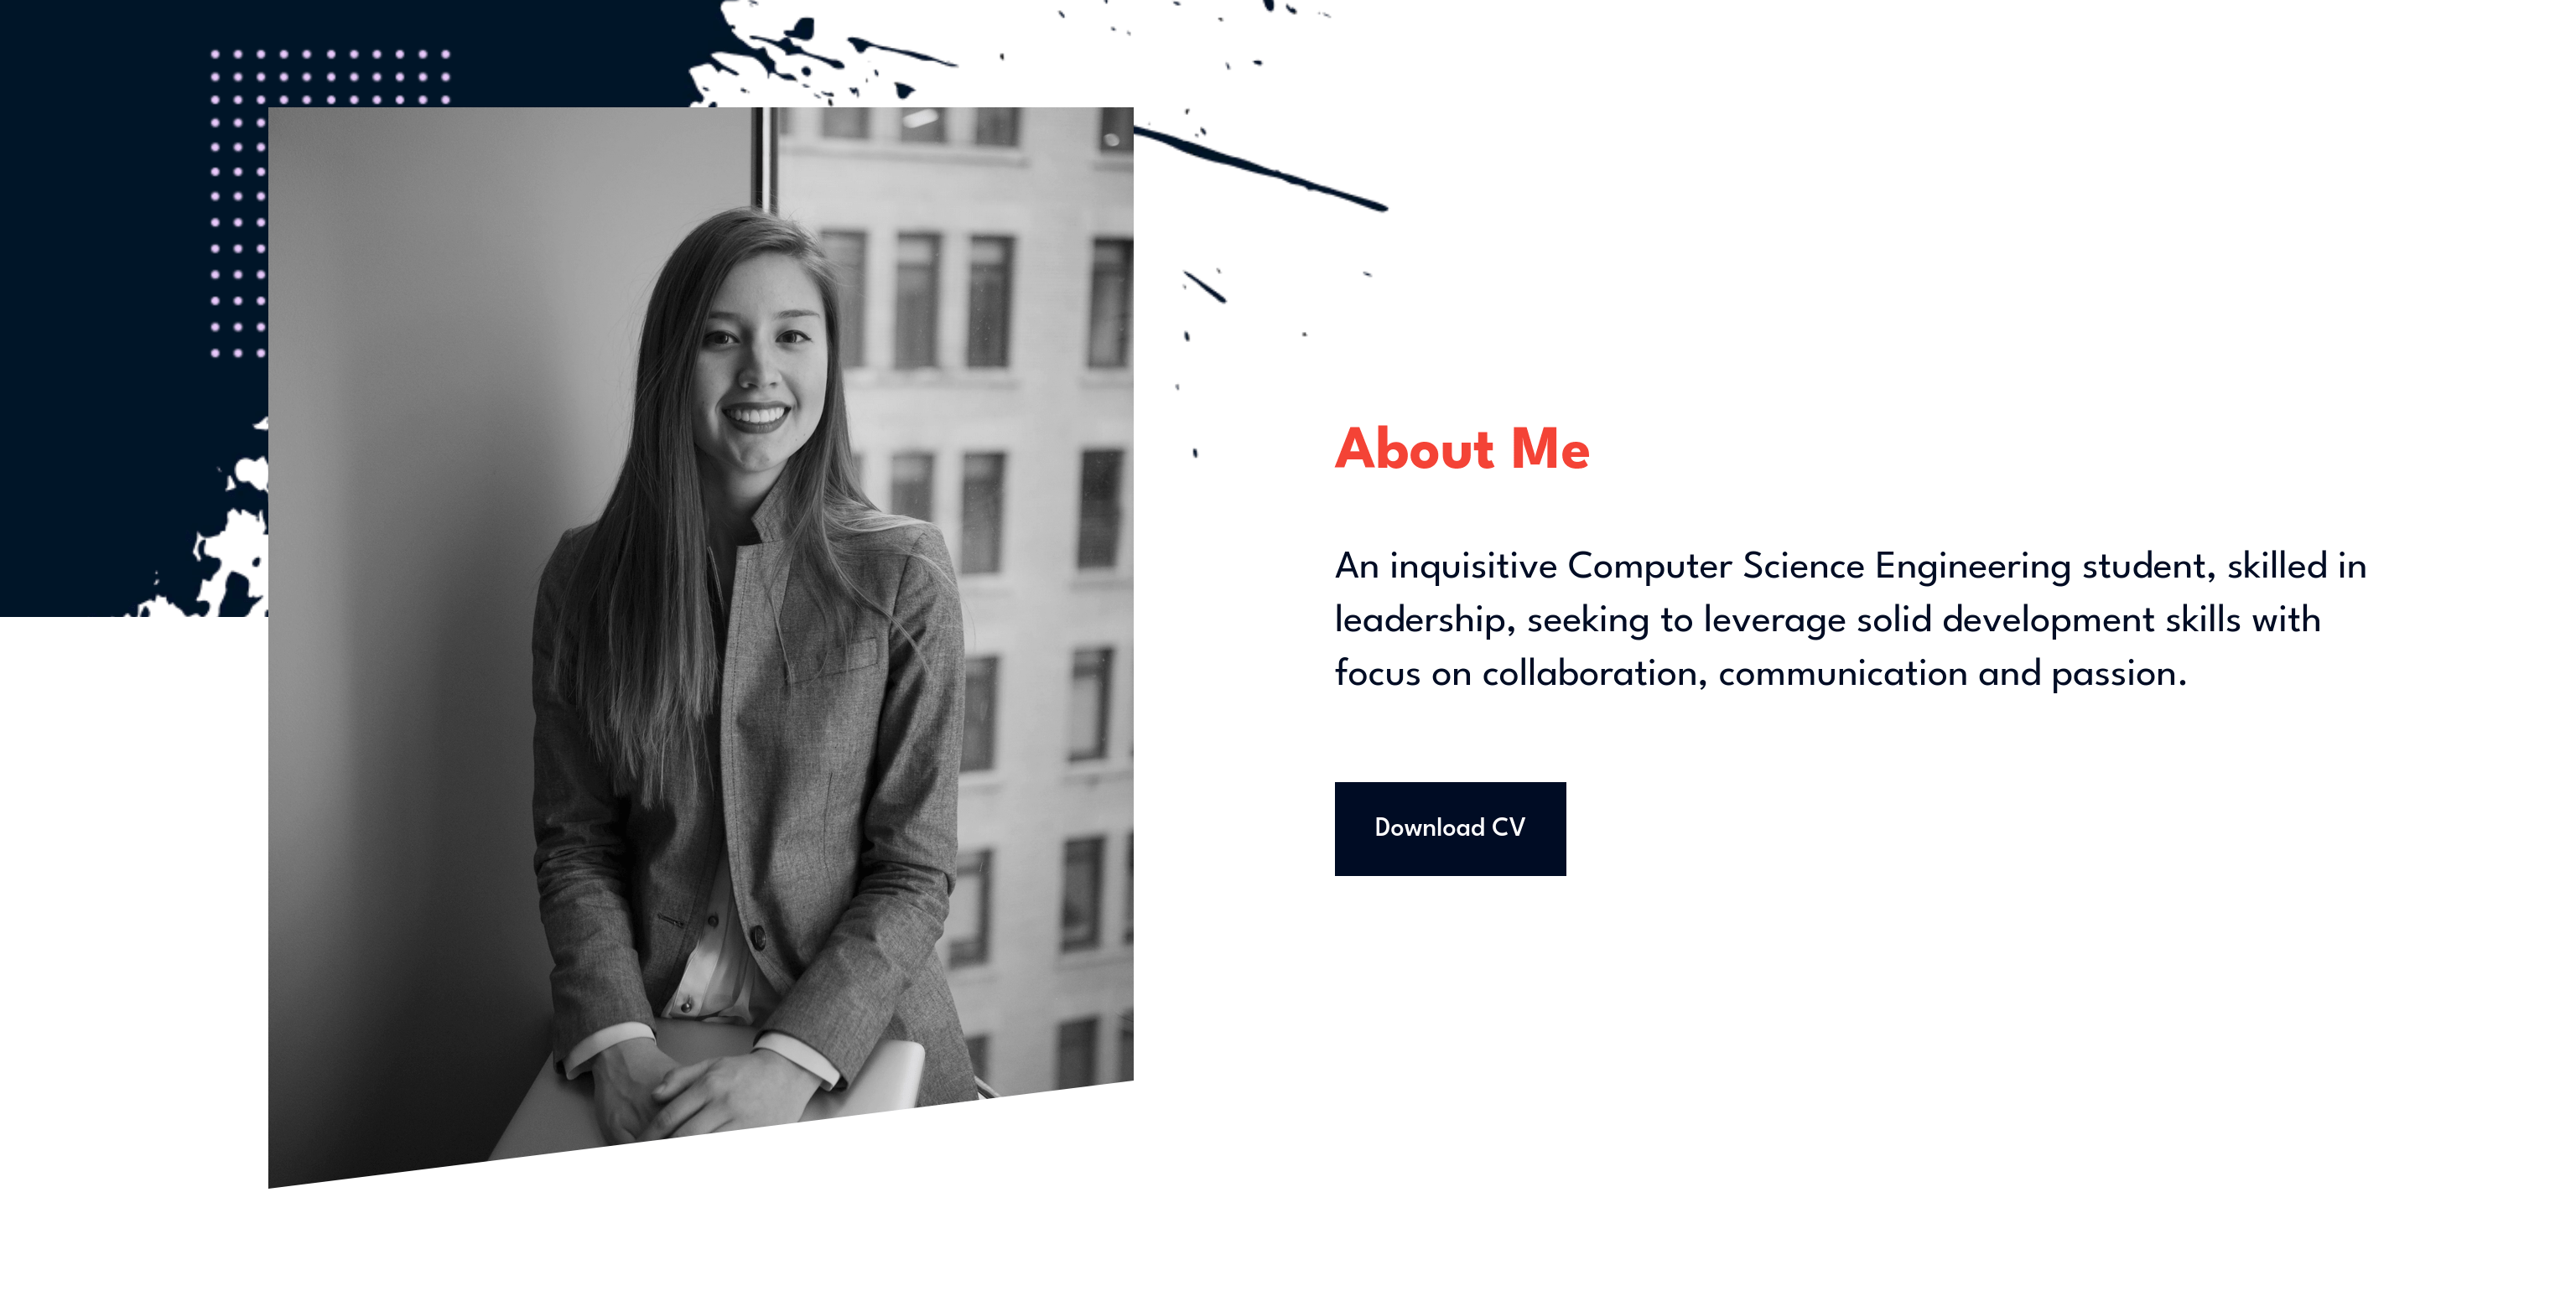 About Me
An inquisitive Computer Science Engineering student, skilled in
leadership, seeking to leverage solid development skills with
focus on collaboration, communication and passion.
Download CV